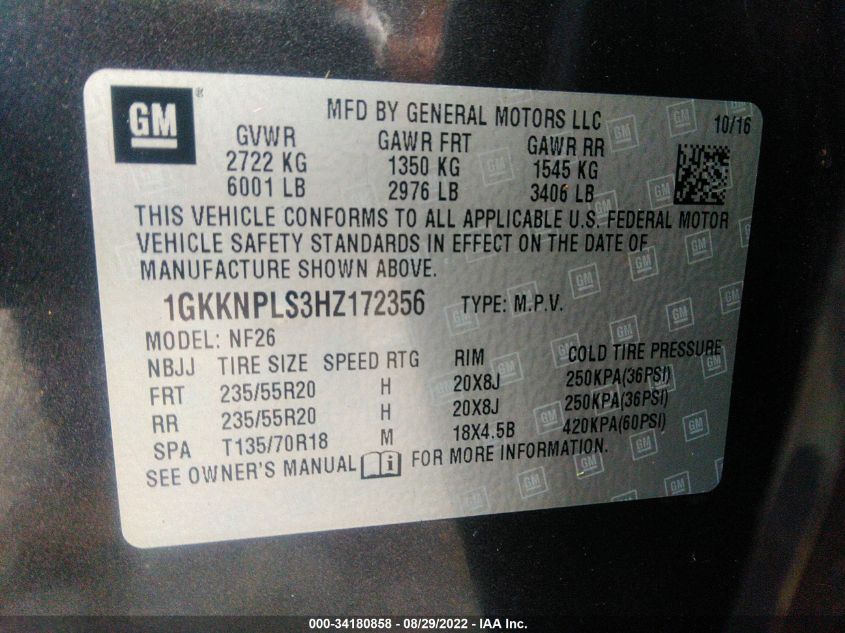 GM ®
MFD BY GENERAL MOTORS LLC 10/16
GVWR GAWR FRT GAWR RR
2722 KG 1350 KG 1545 KG
6001 LB 2976 LB 3406 LB
THIS VEHICLE CONFORMS TO ALL APPLICABLE U.S. FEDERAL MOTOR
VEHICLE SAFETY STANDARDS IN EFFECT ON THE DATE OF
MANUFACTURE SHOWN ABOVE.
1GKKNPLS3HZ172356 TYPE: M.P.V.
MODEL: NF26
NBJJ TIRE SIZE SPEED RTG RIM COLD TIRE PRESSURE
FRT 235/55R20 H 20X8J 250KPA(36PSI)
RR 235/55R20 H 20X8J 250KPA(36PSI)
SPA T135/70R18 M 18X4.5B 420KPA(60PSI)
SEE OWNER'S MANUAL i FOR MORE INFORMATION.
000-34180858 - 08/29/2022 - IAA Inc.